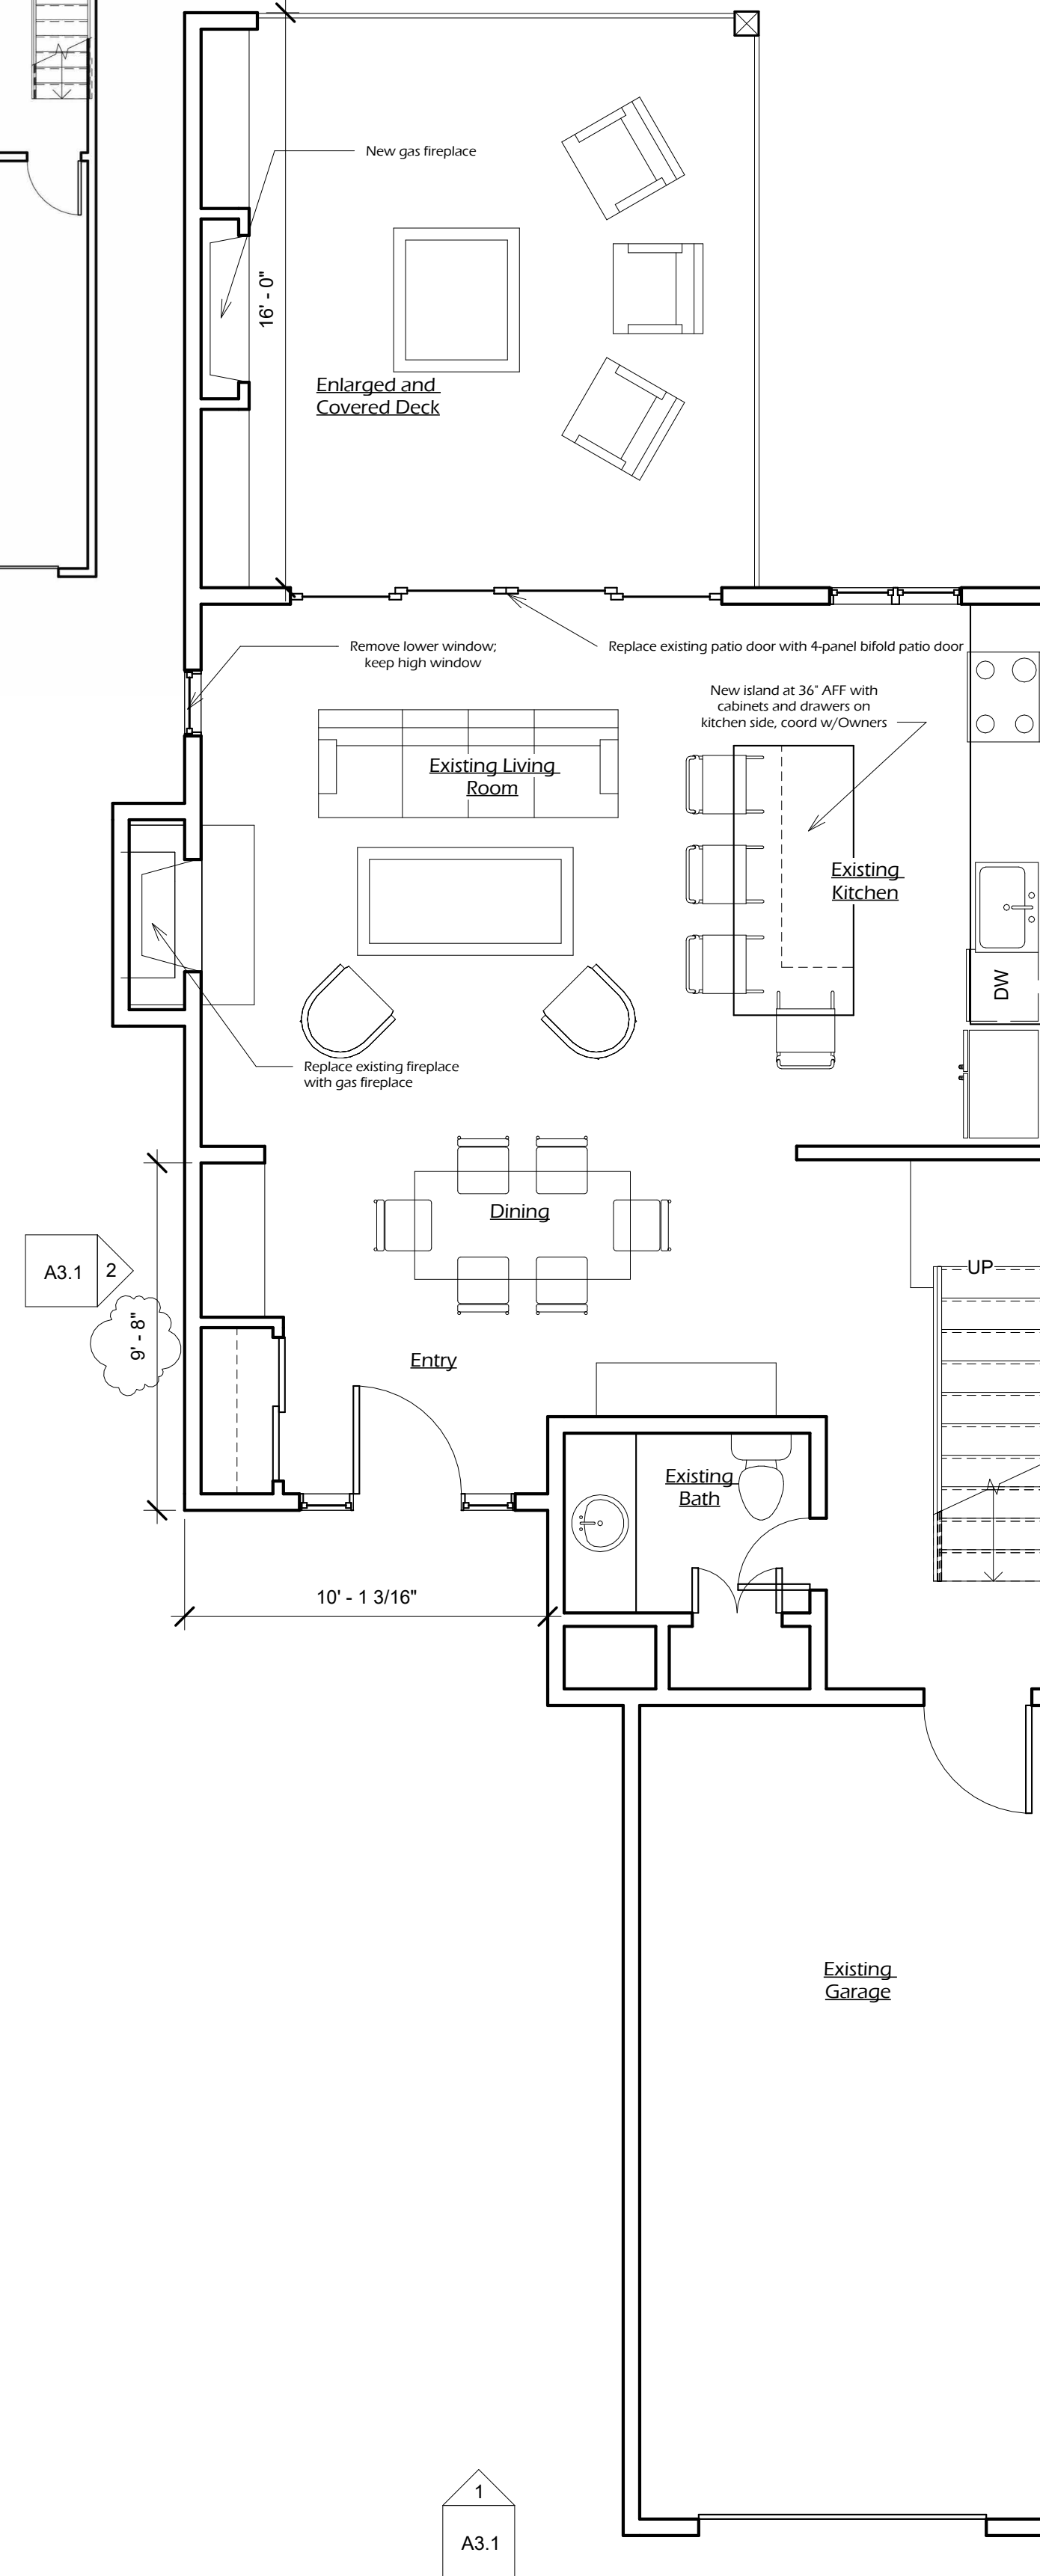 New gas fireplace
16' - 0"
Enlarged and
Covered Deck
Remove lower window;
keep high window
Replace existing patio door with 4-panel bifold patio door
New island at 36" AFF with
cabinets and drawers on
kitchen side, coord w/Owners
Existing Living
Room
Existing
Kitchen
DW
Replace existing fireplace
with gas fireplace
Dining
UP
A3.1
2
9' - 8"
Entry
Existing
Bath
10' - 1 3/16"
Existing
Garage
1
A3.1